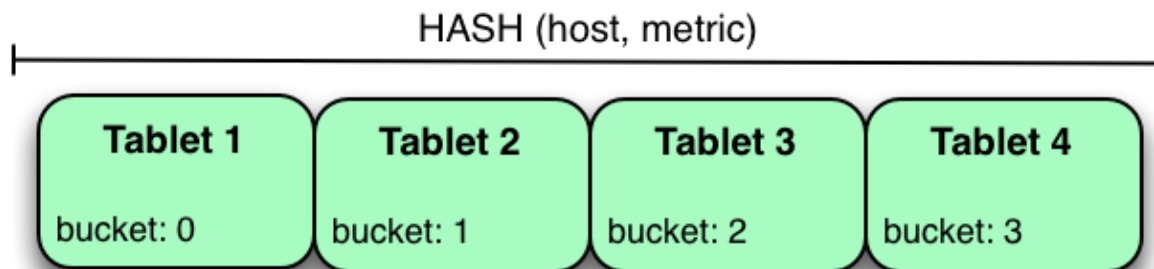 HASH (host, metric)
Tablet 1
Tablet 2
Tablet 3
Tablet 4
bucket: 0
bucket: 1
bucket: 2
bucket: 3